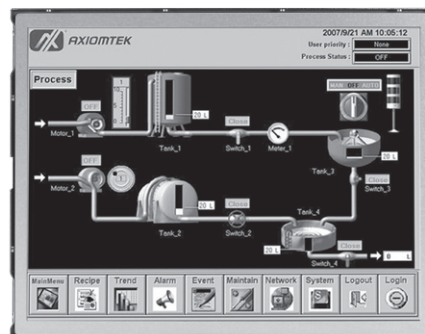 AXIOMTEK
2007/9/21 AM 10:05:12
User priority : None
Process Status : OFF
Process
MAN OFF AUTO
OFF
Motor_1
20 L
Tank_1
Close
Switch_1
Meter_1
Tank_3
20 L
OFF
Motor_2
Close
Switch_3
20 L
Tank_2
Switch_2
Tank_4
20 L
Close
Switch_4
0 L
MainMenu Recipe Trend Alarm Event Maintain Network System Logout Login